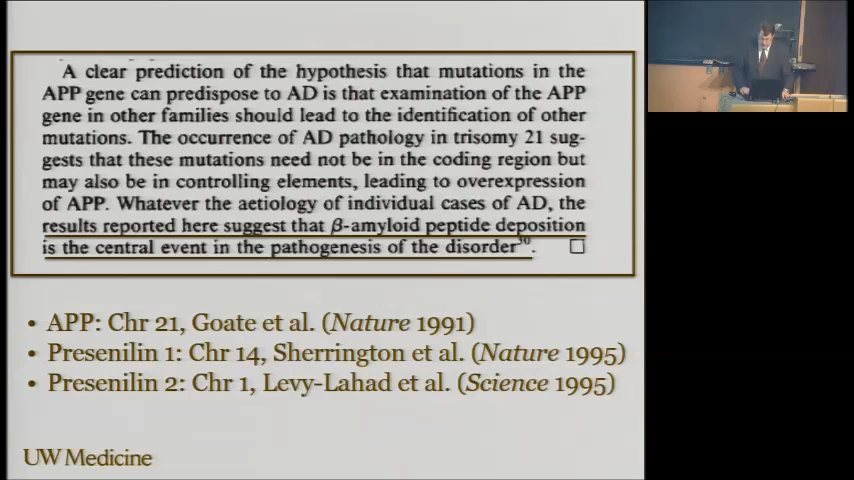 A clear prediction of the hypothesis that mutations in the
APP gene can predispose to AD is that examination of the APP
gene in other families should lead to the identification of other
mutations. The occurrence of AD pathology in trisomy 21 sug-
gests that these mutations need not be in the coding region but
may also be in controlling elements, leading to overexpression
of APP. Whatever the aetiology of individual cases of AD, the
results reported here suggest that β-amyloid peptide deposition
is the central event in the pathogenesis of the disorder³⁰. □
• APP: Chr 21, Goate et al. (Nature 1991)
• Presenilin 1: Chr 14, Sherrington et al. (Nature 1995)
• Presenilin 2: Chr 1, Levy-Lahad et al. (Science 1995)
UW Medicine